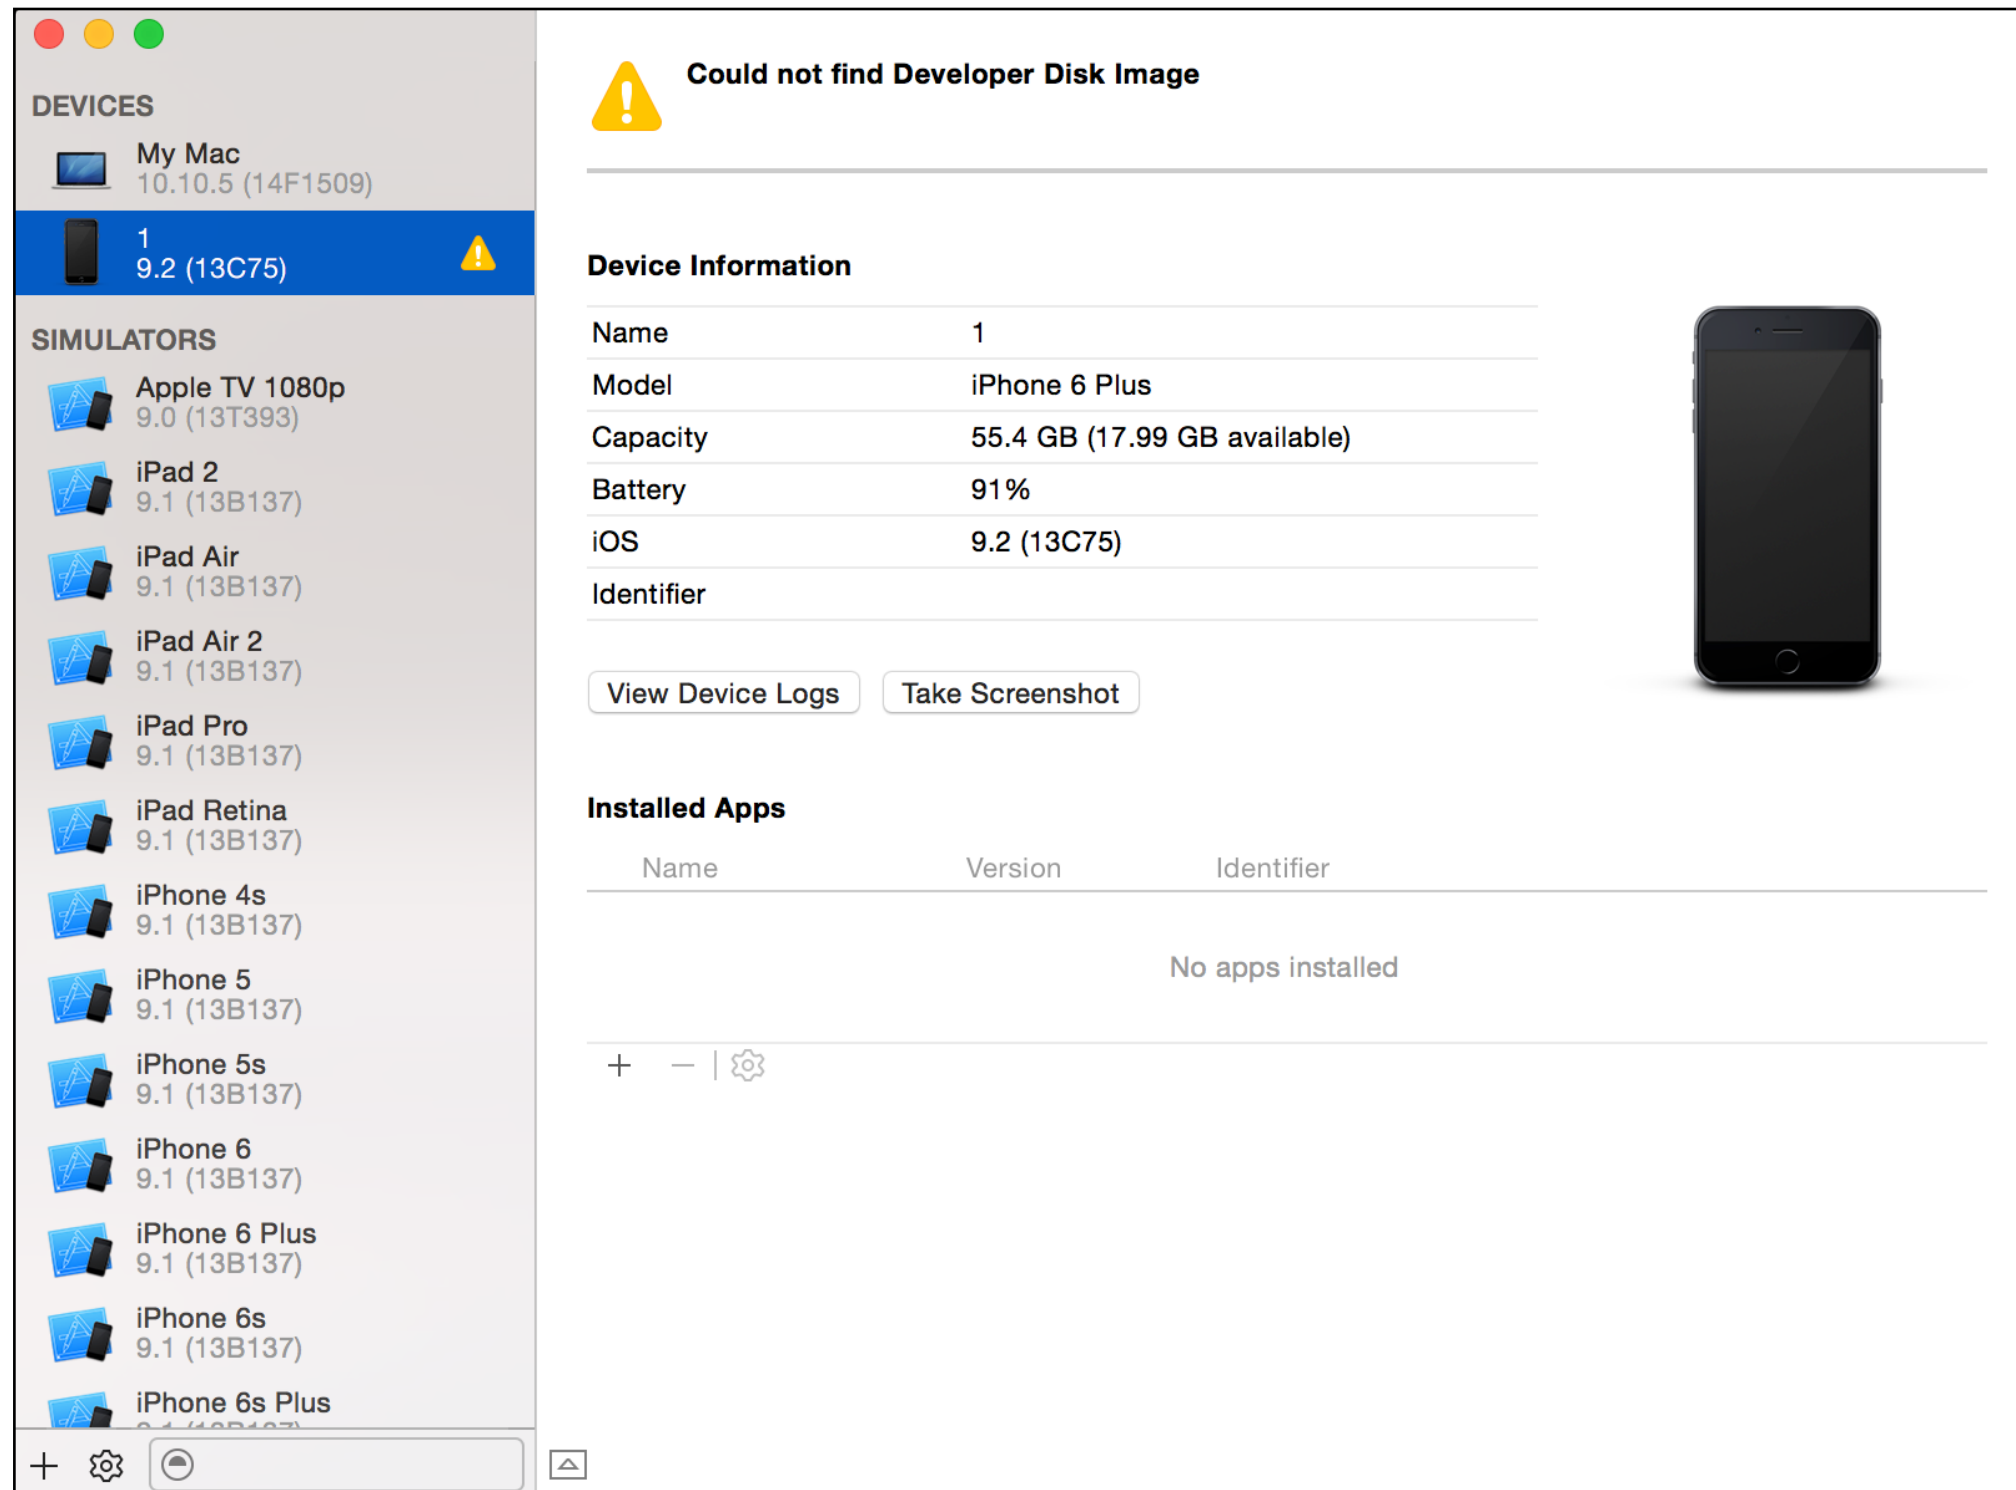 DEVICES
My Mac
10.10.5 (14F1509)
1
9.2 (13C75)
SIMULATORS
Apple TV 1080p
9.0 (13T393)
iPad 2
9.1 (13B137)
iPad Air
9.1 (13B137)
iPad Air 2
9.1 (13B137)
iPad Pro
9.1 (13B137)
iPad Retina
9.1 (13B137)
iPhone 4s
9.1 (13B137)
iPhone 5
9.1 (13B137)
iPhone 5s
9.1 (13B137)
iPhone 6
9.1 (13B137)
iPhone 6 Plus
9.1 (13B137)
iPhone 6s
9.1 (13B137)
iPhone 6s Plus
9.1 (13B137)
Could not find Developer Disk Image
Device Information
Name 1
Model iPhone 6 Plus
Capacity 55.4 GB (17.99 GB available)
Battery 91%
iOS 9.2 (13C75)
Identifier
View Device Logs Take Screenshot
Installed Apps
Name Version Identifier
No apps installed